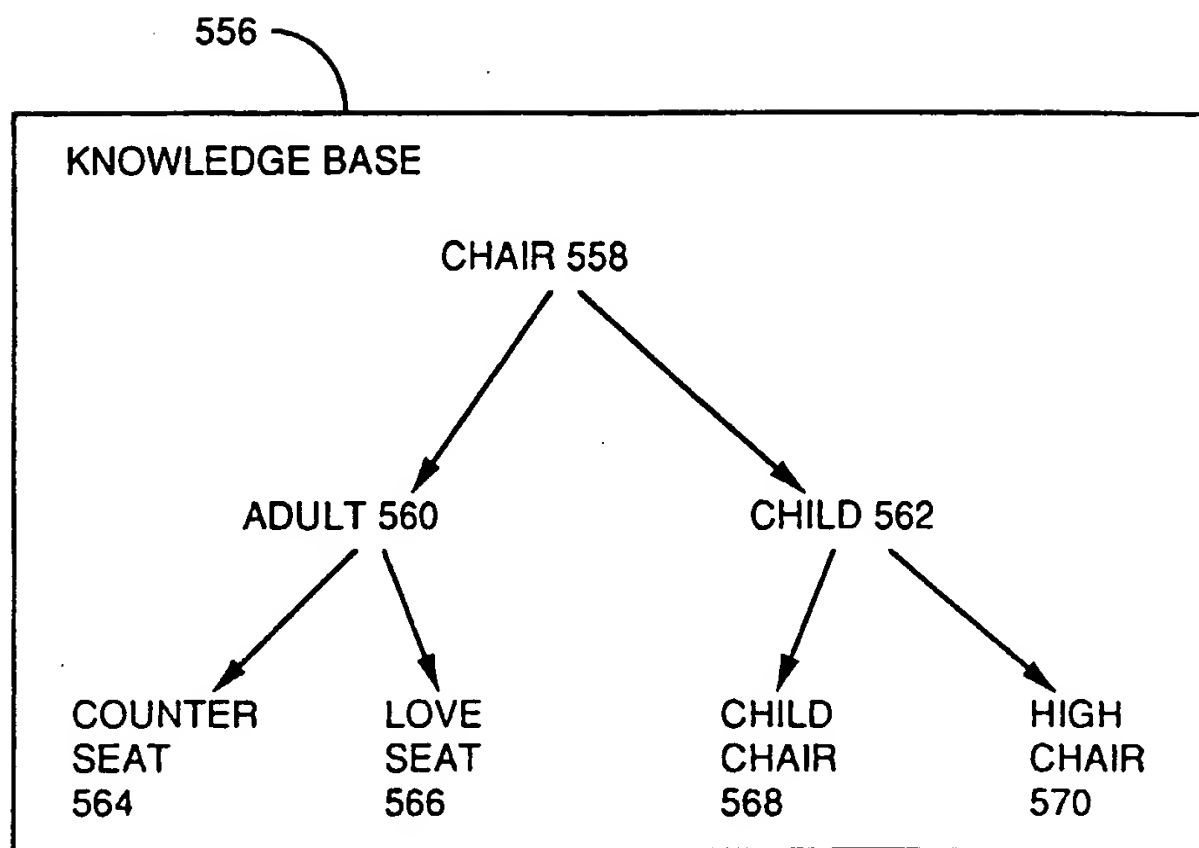 556
KNOWLEDGE BASE
CHAIR 558
ADULT 560
CHILD 562
COUNTER
SEAT
564
LOVE
SEAT
566
CHILD
CHAIR
568
HIGH
CHAIR
570